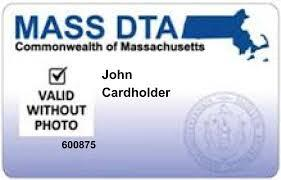 MASS DTA
Commonwealth of Massachusetts
John
Cardholder
VALID
WITHOUT
PHOTO
600875